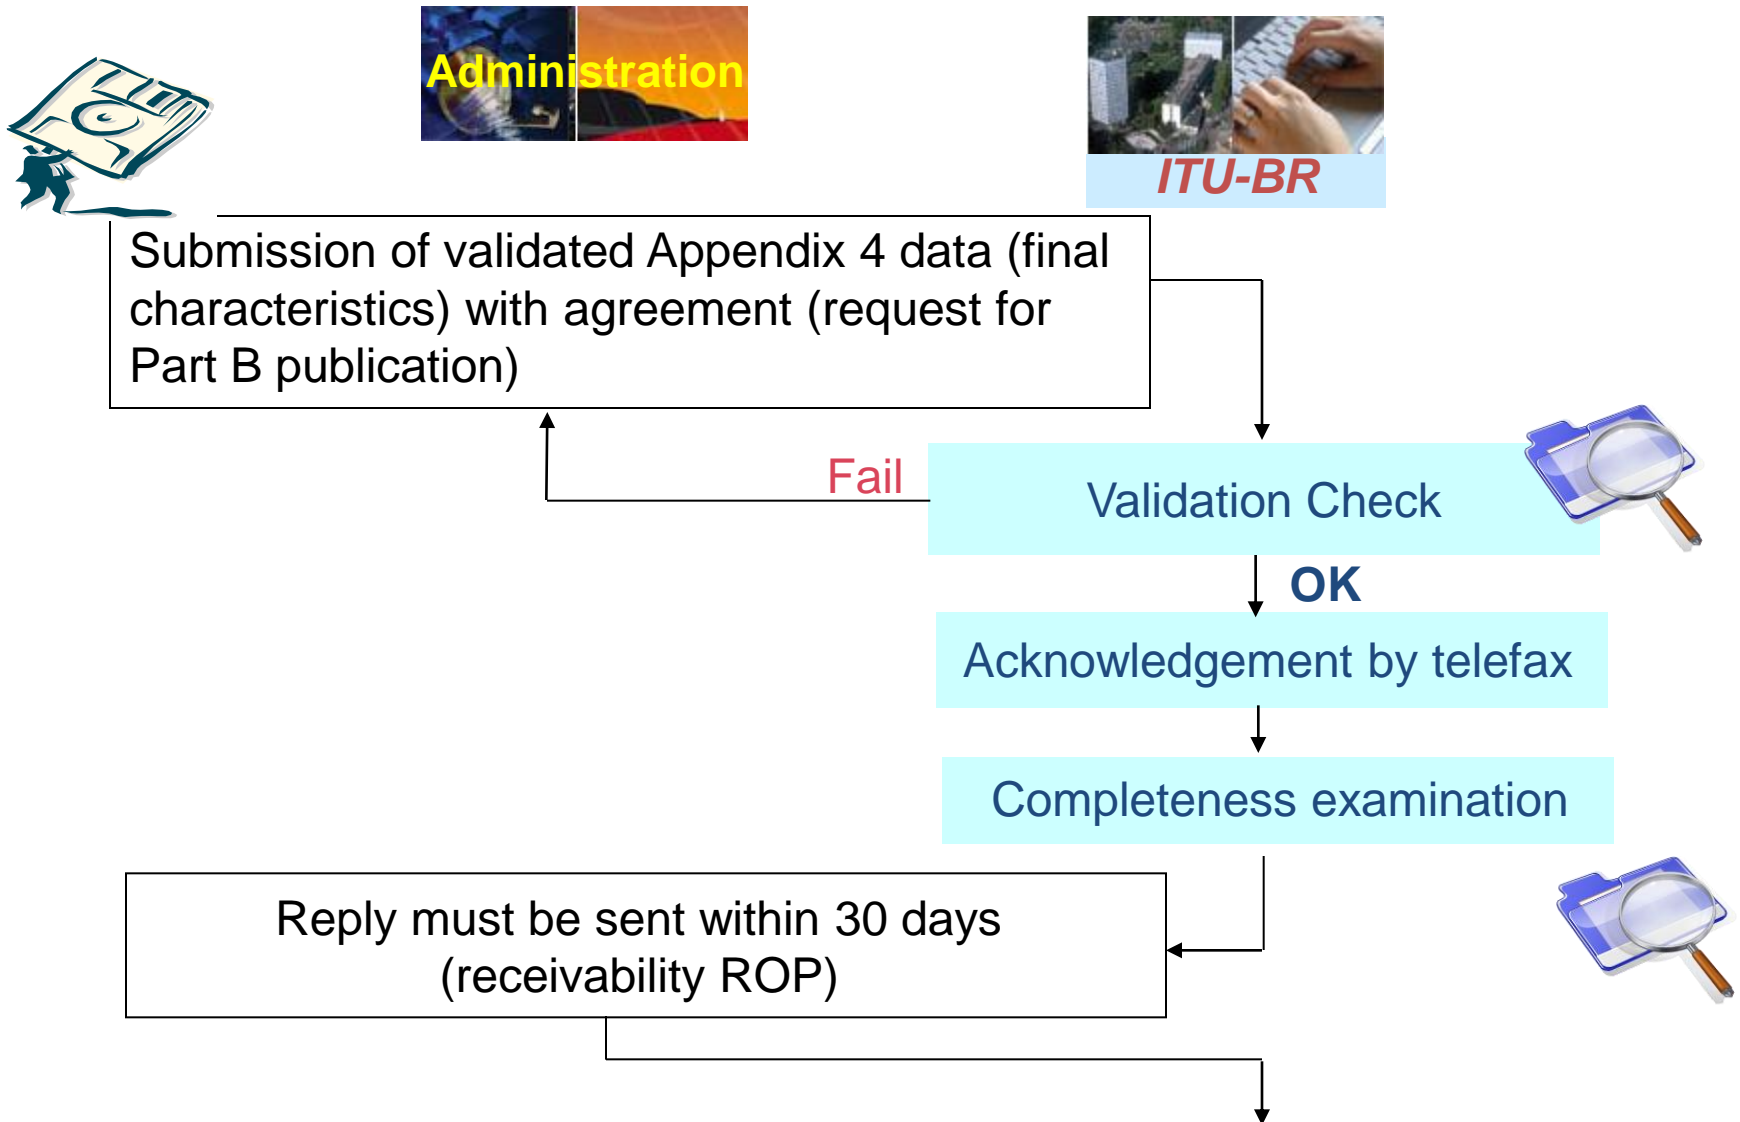 Administration
ITU-BR
Submission of validated Appendix 4 data (final
characteristics) with agreement (request for
Part B publication)
Fail
Validation Check
OK
Acknowledgement by telefax
Completeness examination
Reply must be sent within 30 days
(receivability ROP)